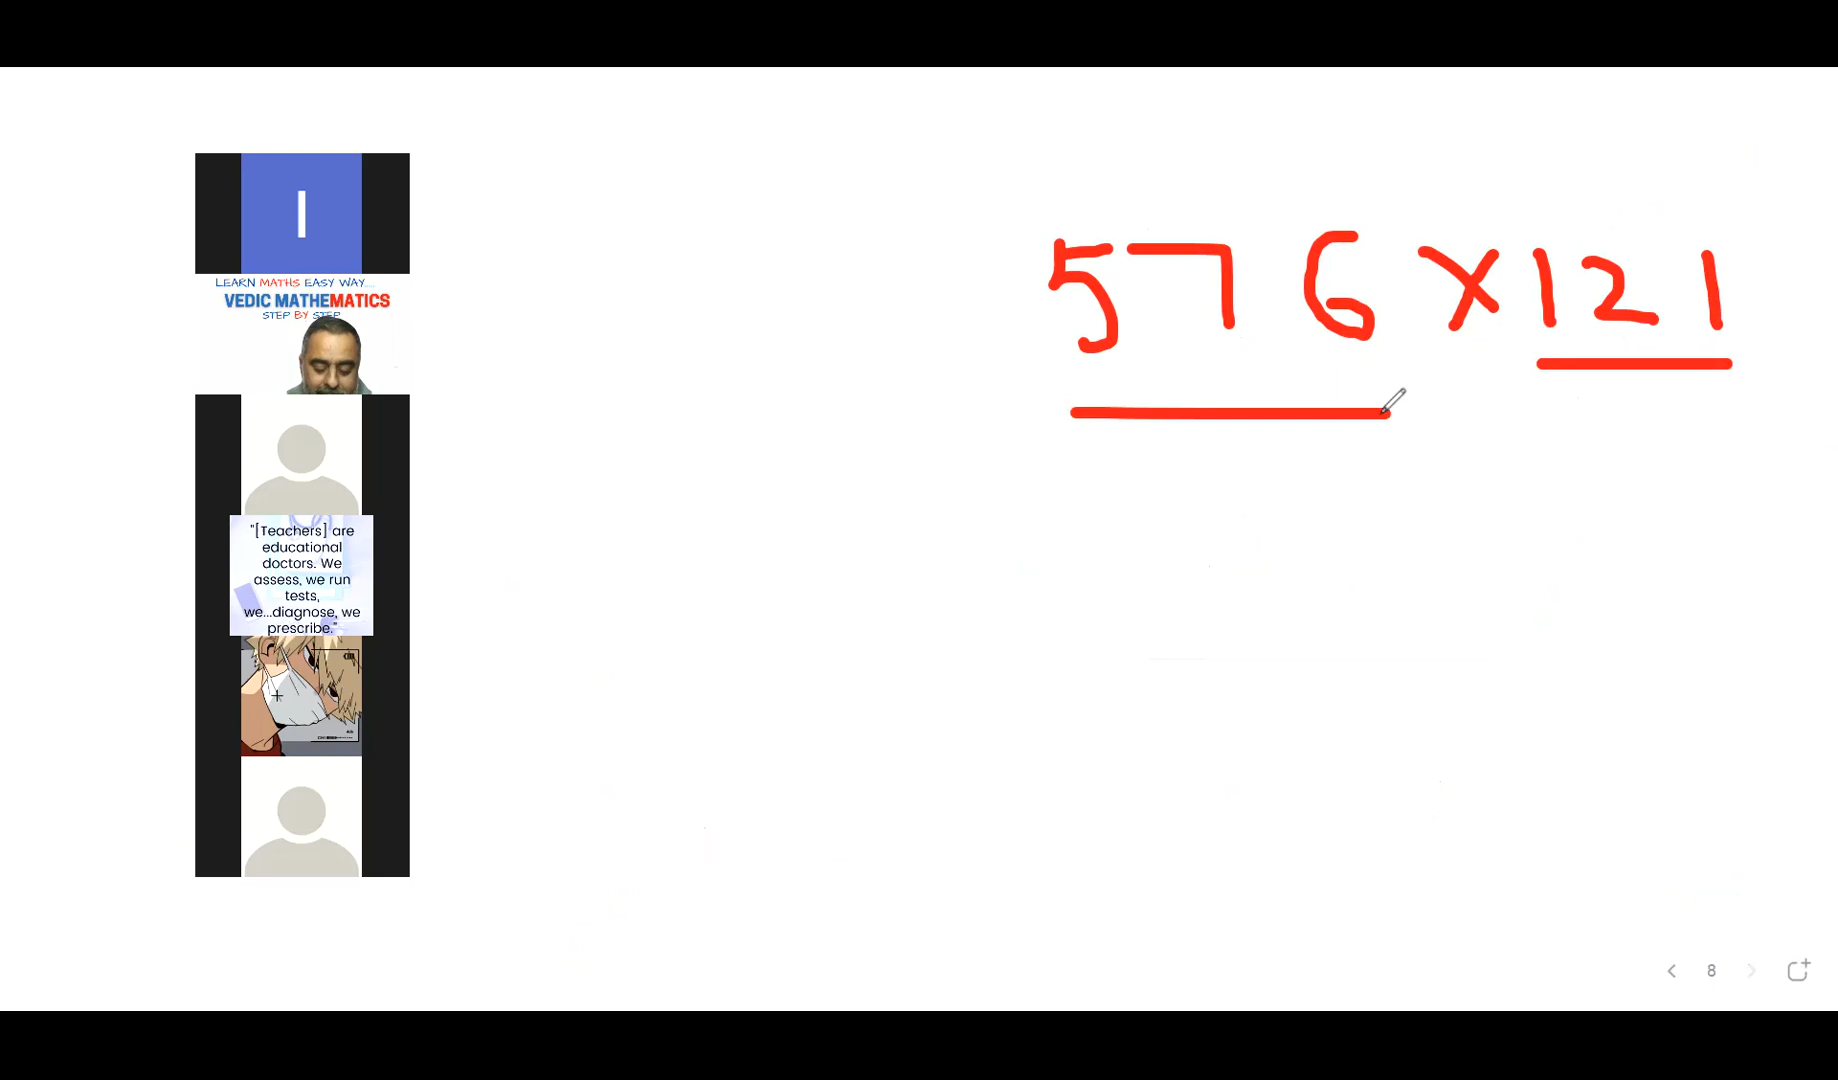 I
LEARN MATHS EASY WAY....
VEDIC MATHEMATICS
STEP BY STEP
"[Teachers] are
educational
doctors. We
assess, we run
tests,
we...diagnose, we
prescribe."
576 X 121
8